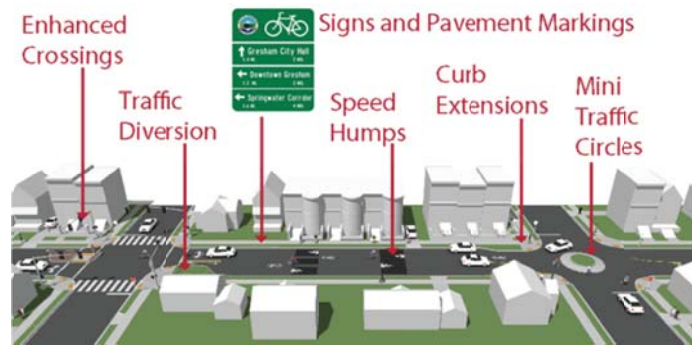 Enhanced
Crossings
Signs and Pavement Markings
Gresham City Hall
Downtown Gresham
Springwater Corridor
Traffic
Diversion
Speed
Humps
Curb
Extensions
Mini
Traffic
Circles